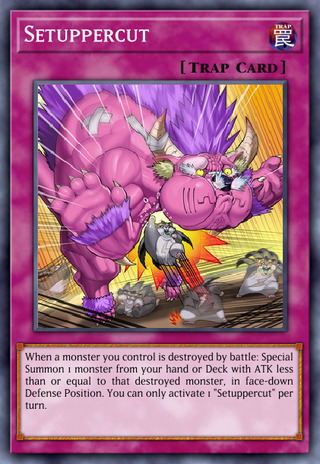 Setuppercut
TRAP
罠
[Trap Card]
When a monster you control is destroyed by battle: Special
Summon 1 monster from your hand or Deck with ATK less
than or equal to that destroyed monster, in face-down
Defense Position. You can only activate 1 "Setuppercut" per
turn.